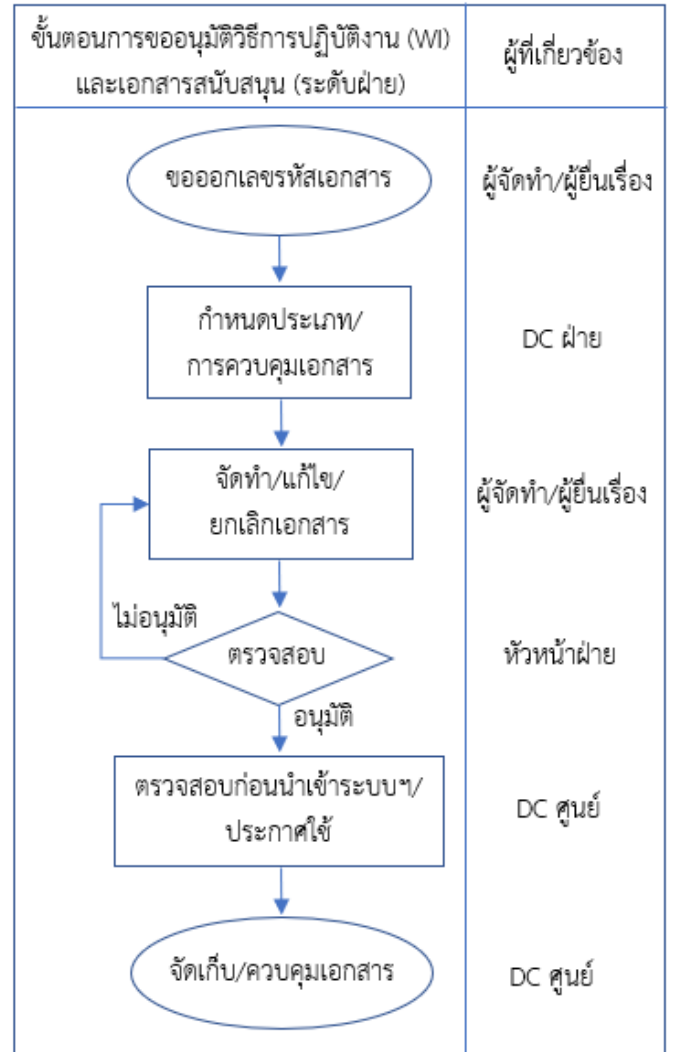 ขั้นตอนการขออนุมัติวิธีการปฏิบัติงาน (WI)
และเอกสารสนับสนุน (ระดับฝ่าย)
ผู้ที่เกี่ยวข้อง
ขอออกเลขรหัสเอกสาร
ผู้จัดทำ/ผู้ยื่นเรื่อง
กำหนดประเภท/
การควบคุมเอกสาร
DC ฝ่าย
จัดทำ/แก้ไข/
ยกเลิกเอกสาร
ผู้จัดทำ/ผู้ยื่นเรื่อง
ไม่อนุมัติ
ตรวจสอบ
หัวหน้าฝ่าย
อนุมัติ
ตรวจสอบก่อนนำเข้าระบบฯ/
ประกาศใช้
DC ศูนย์
จัดเก็บ/ควบคุมเอกสาร
DC ศูนย์